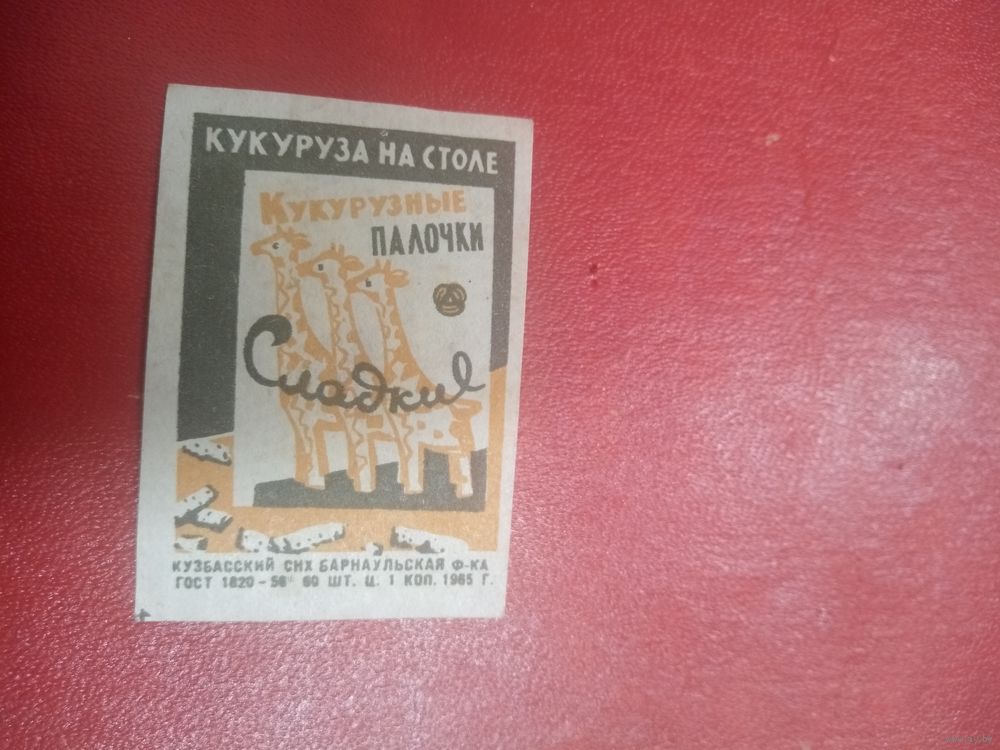 КУКУРУЗА НА СТОЛЕ
КУКУРУЗНЫЕ
ПАЛОЧКИ
Сладкие
КУЗБАССКИЙ СНХ БАРНАУЛЬСКАЯ Ф-КА
ГОСТ 1820-56 60 ШТ. Ц. 1 КОП. 1965 Г.